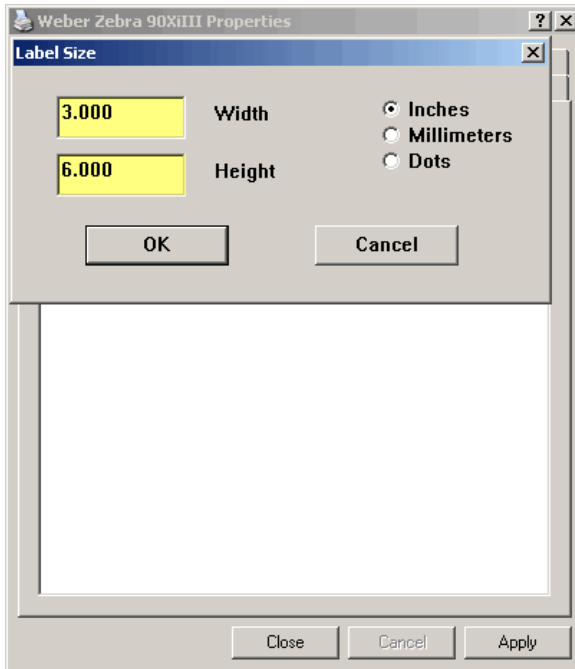 Weber Zebra 90XiIII Properties
Label Size
3.000 Width
6.000 Height
Inches
Millimeters
Dots
OK Cancel
Close Cancel Apply